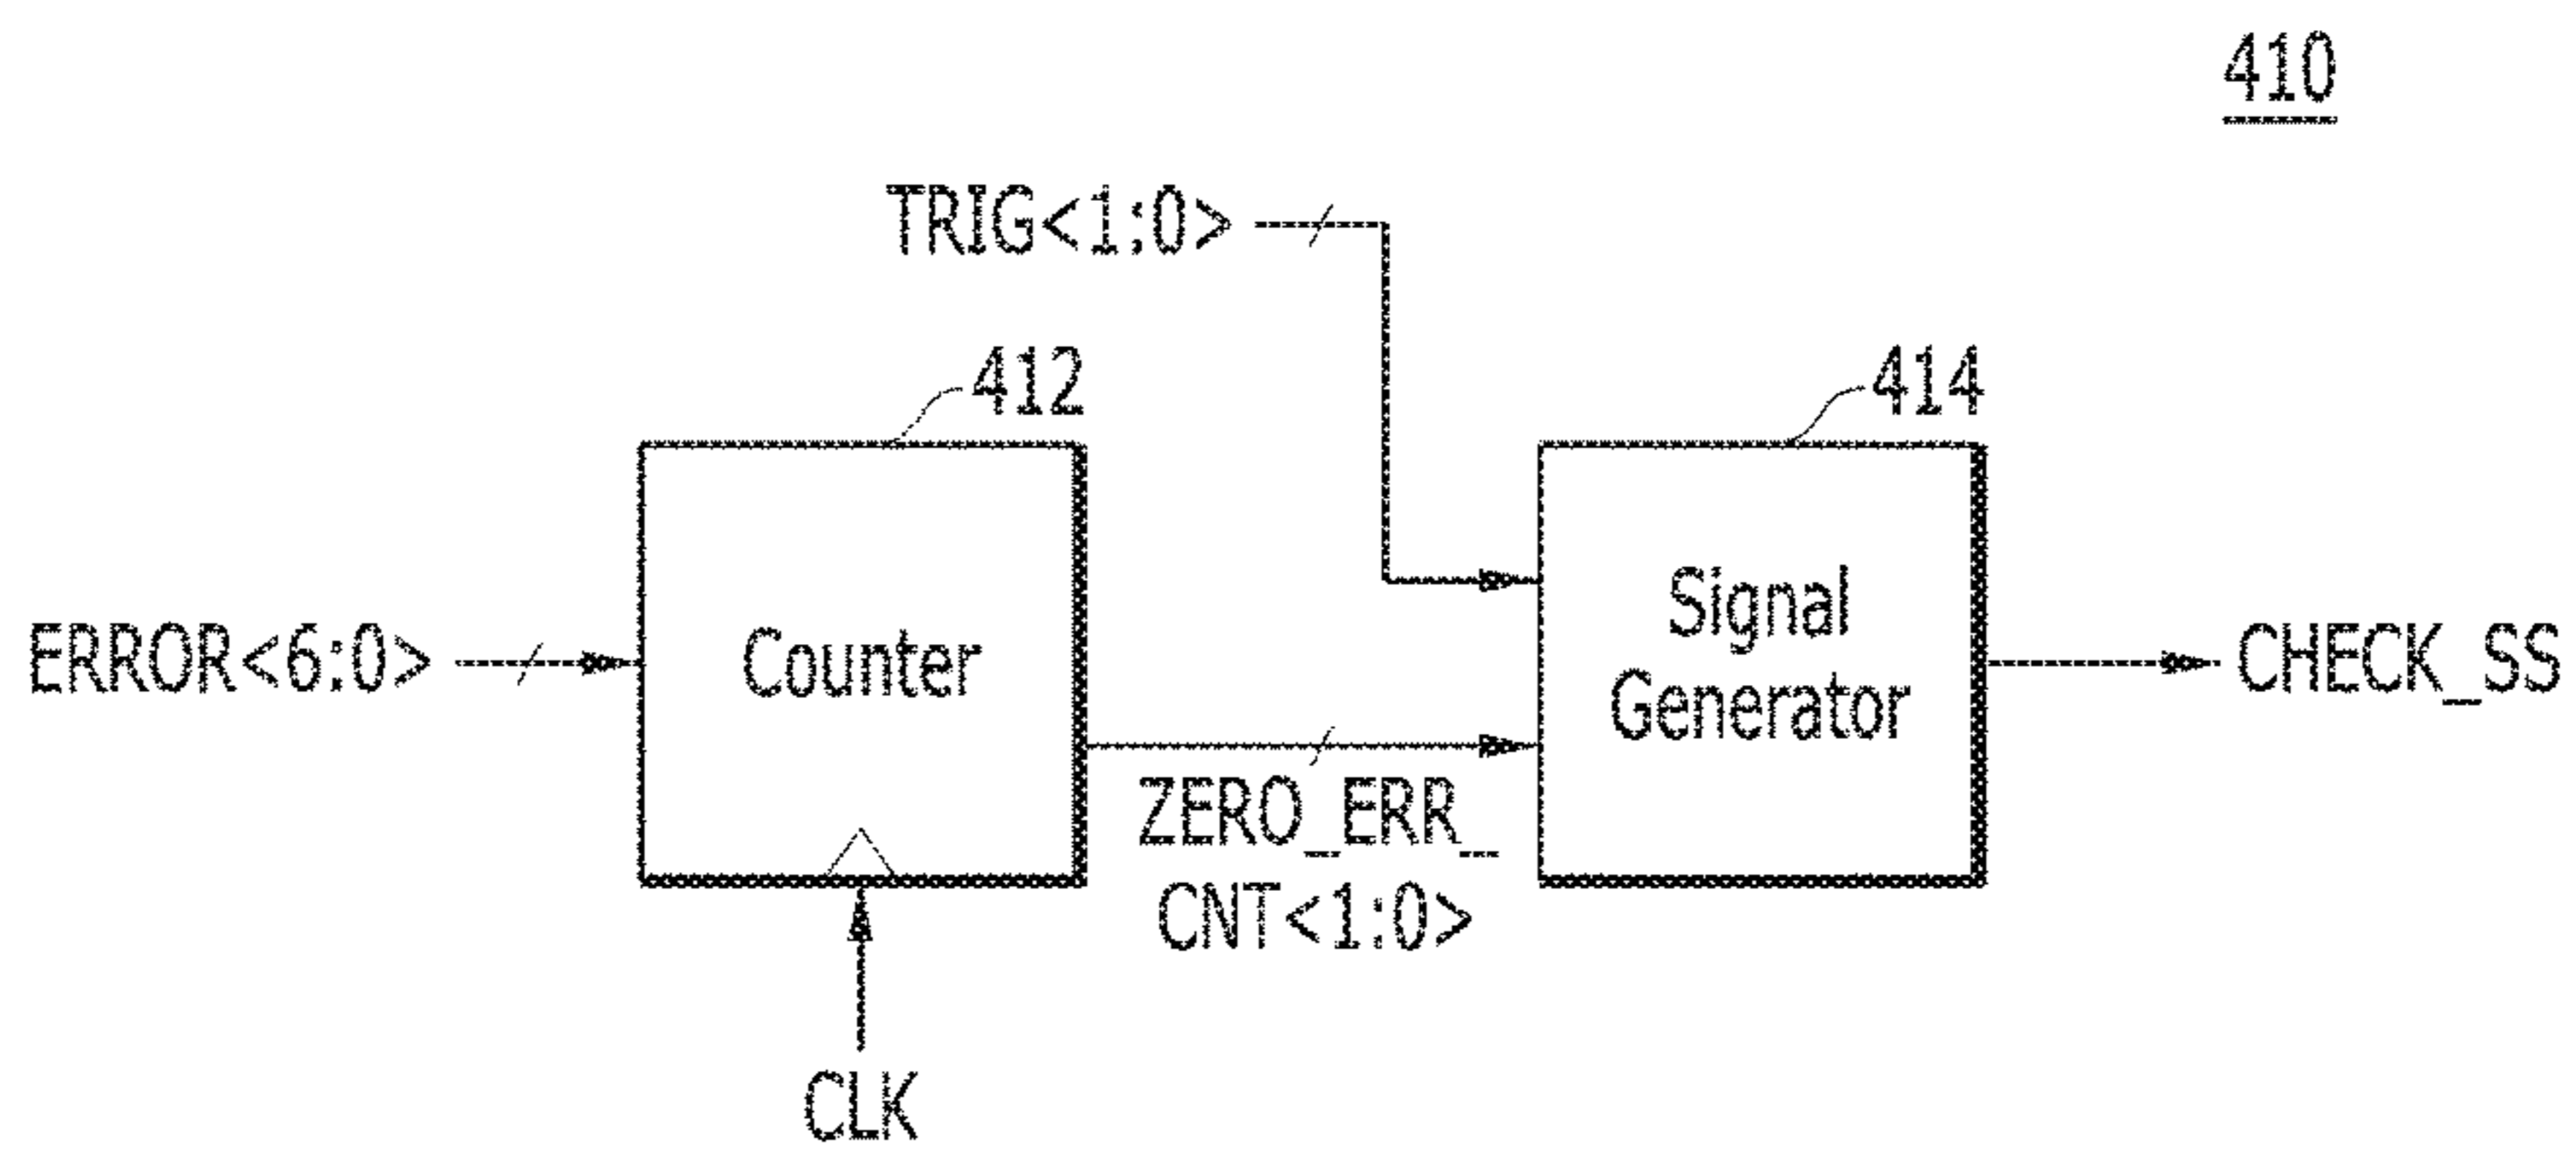 410
TRIG<1:0>
412
414
ERROR<6:0>
Counter
Signal
Generator
CHECK_SS
ZERO_ERR_
CNT<1:0>
CLK